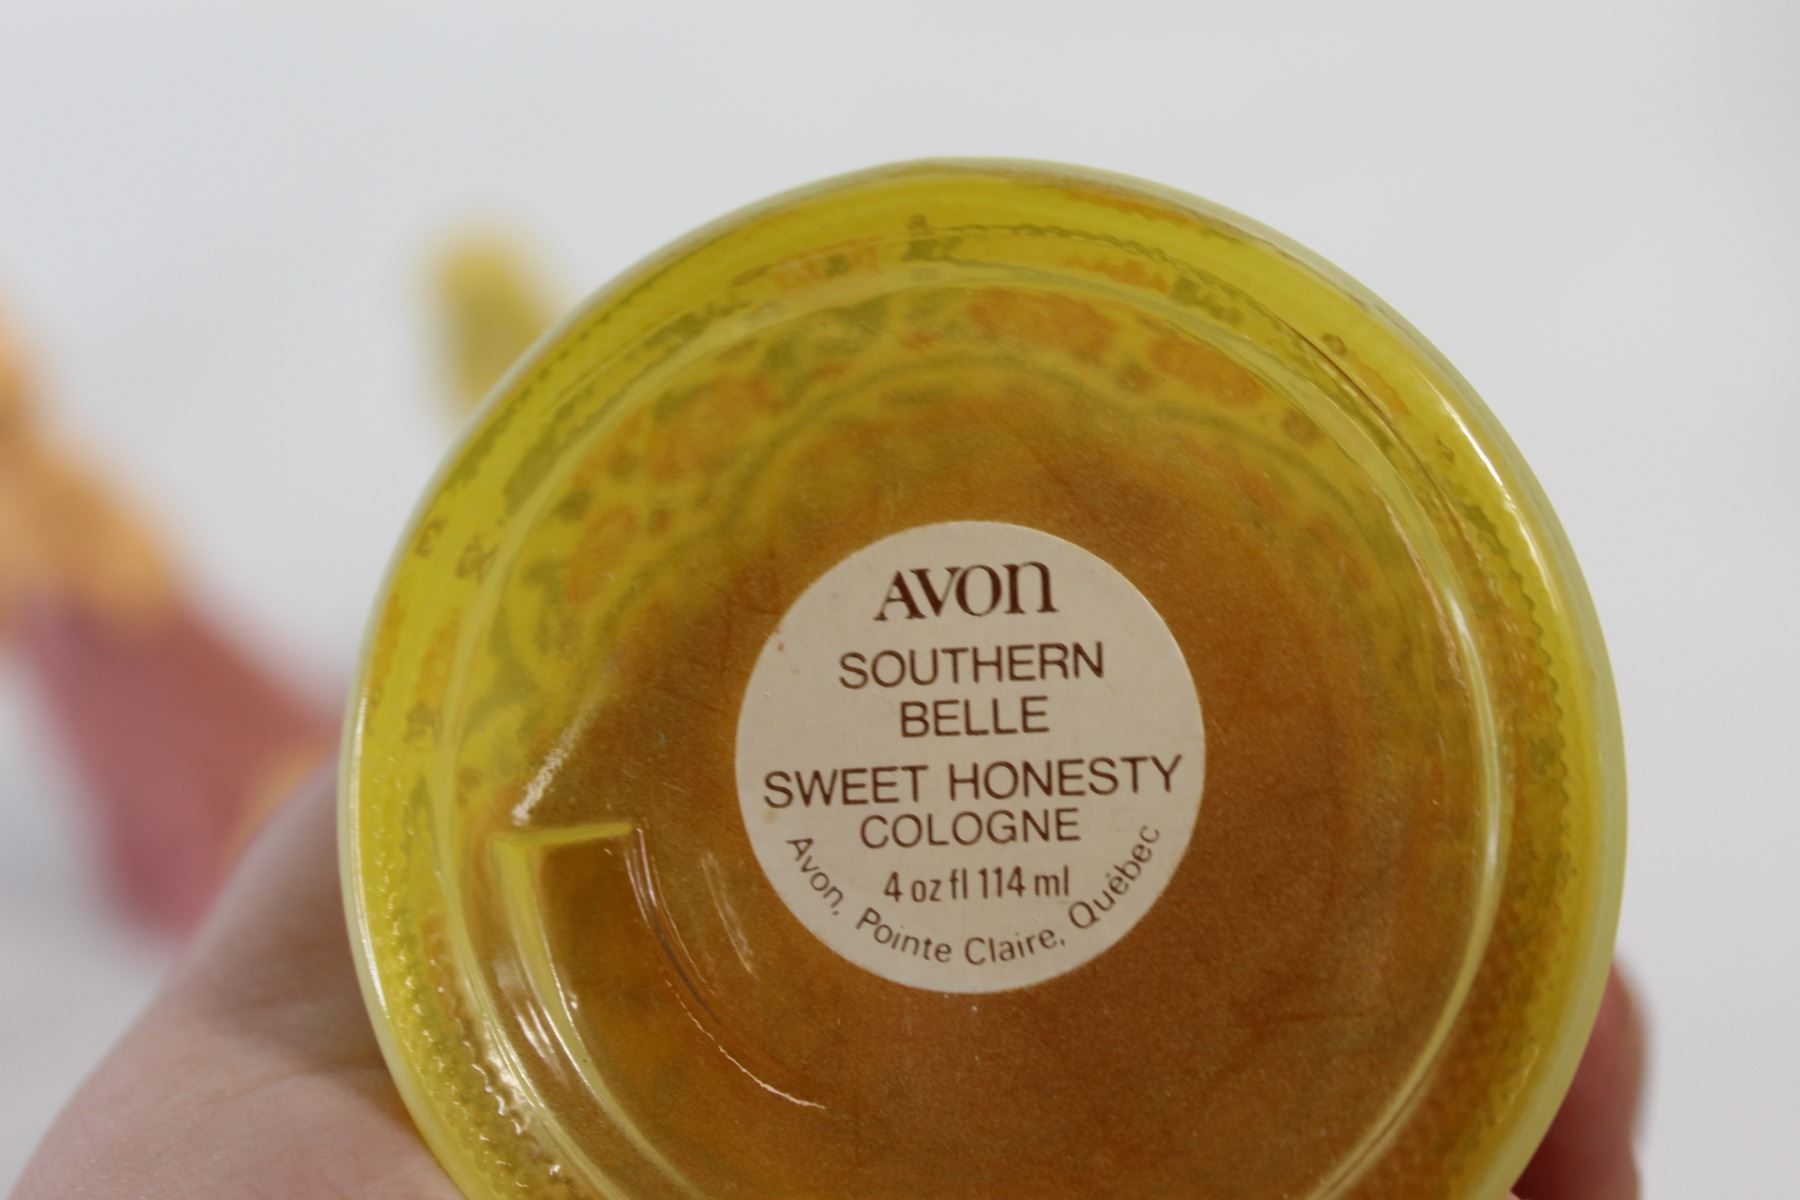 AVON
SOUTHERN
BELLE
SWEET HONESTY
COLOGNE
4 oz fl 114 ml
Avon, Pointe Claire, Québec